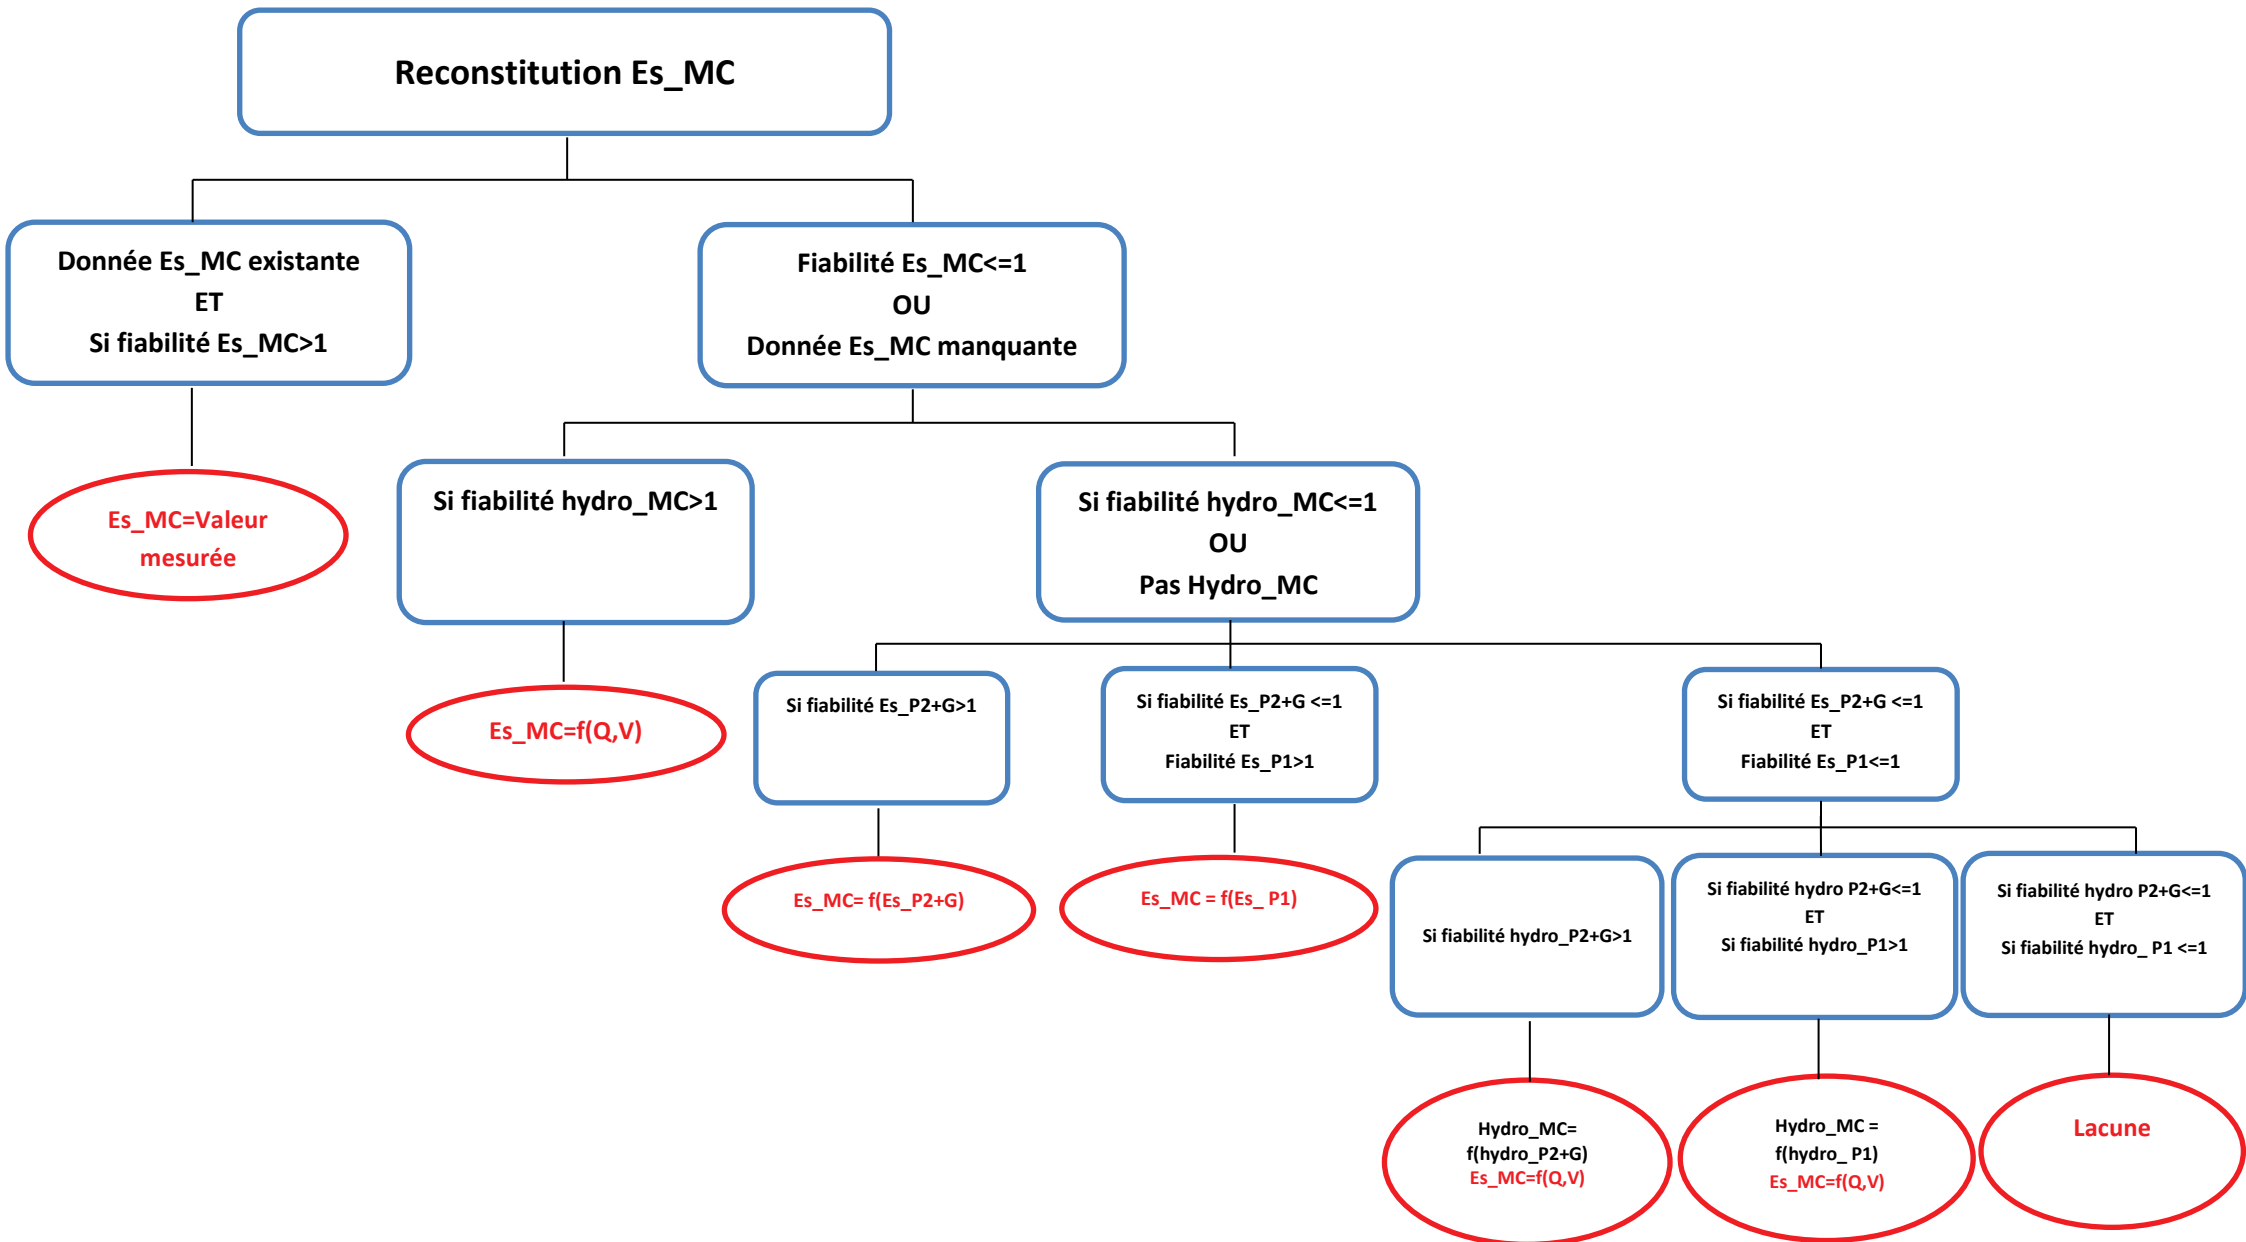 Reconstitution Es_MC
Donnée Es_MC existante
ET
Si fiabilité Es_MC>1
Fiabilité Es_MC<=1
OU
Donnée Es_MC manquante
Es_MC=Valeur
mesurée
Si fiabilité hydro_MC>1
Si fiabilité hydro_MC<=1
OU
Pas Hydro_MC
Es_MC=f(Q,V)
Si fiabilité Es_P2+G>1
Si fiabilité Es_P2+G <=1
ET
Fiabilité Es_P1>1
Si fiabilité Es_P2+G <=1
ET
Fiabilité Es_P1<=1
Es_MC= f(Es_P2+G)
Es_MC = f(Es_ P1)
Si fiabilité hydro_P2+G>1
Si fiabilité hydro P2+G<=1
ET
Si fiabilité hydro_P1>1
Si fiabilité hydro P2+G<=1
ET
Si fiabilité hydro_ P1 <=1
Hydro_MC=
f(hydro_P2+G)
Es_MC=f(Q,V)
Hydro_MC =
f(hydro_ P1)
Es_MC=f(Q,V)
Lacune